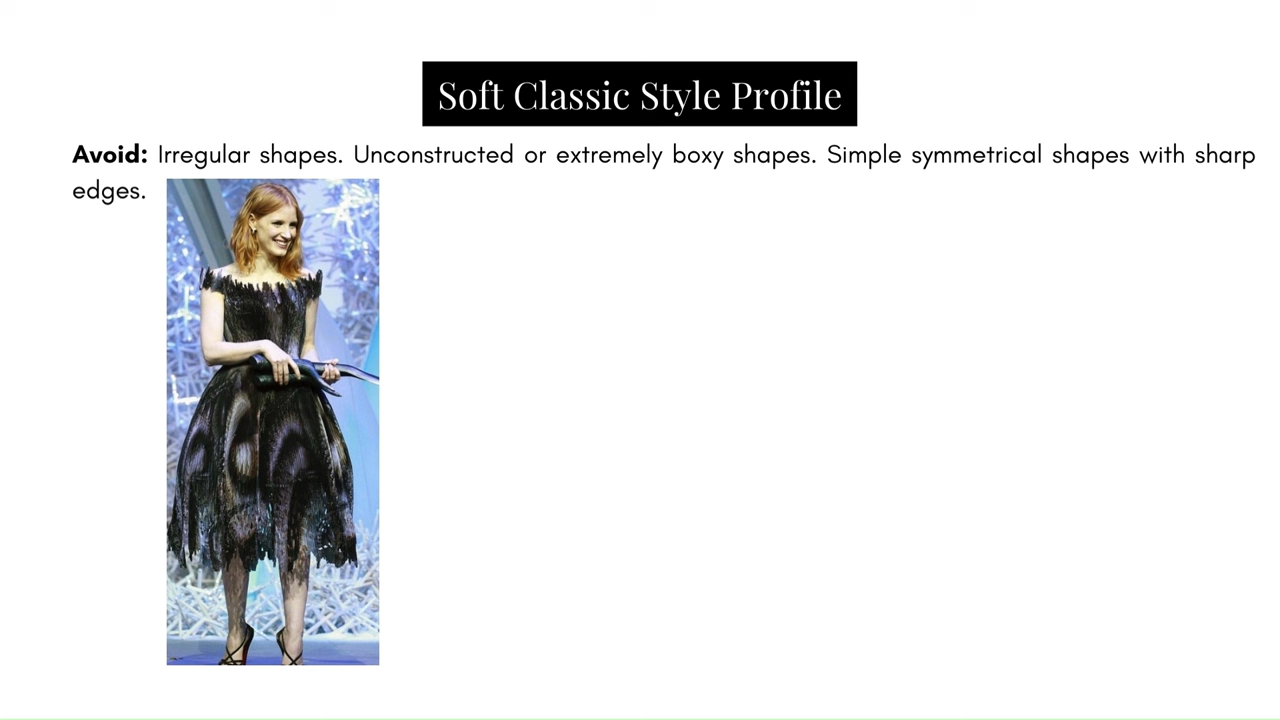 Soft Classic Style Profile
Avoid: Irregular shapes. Unconstructed or extremely boxy shapes. Simple symmetrical shapes with sharp
edges.